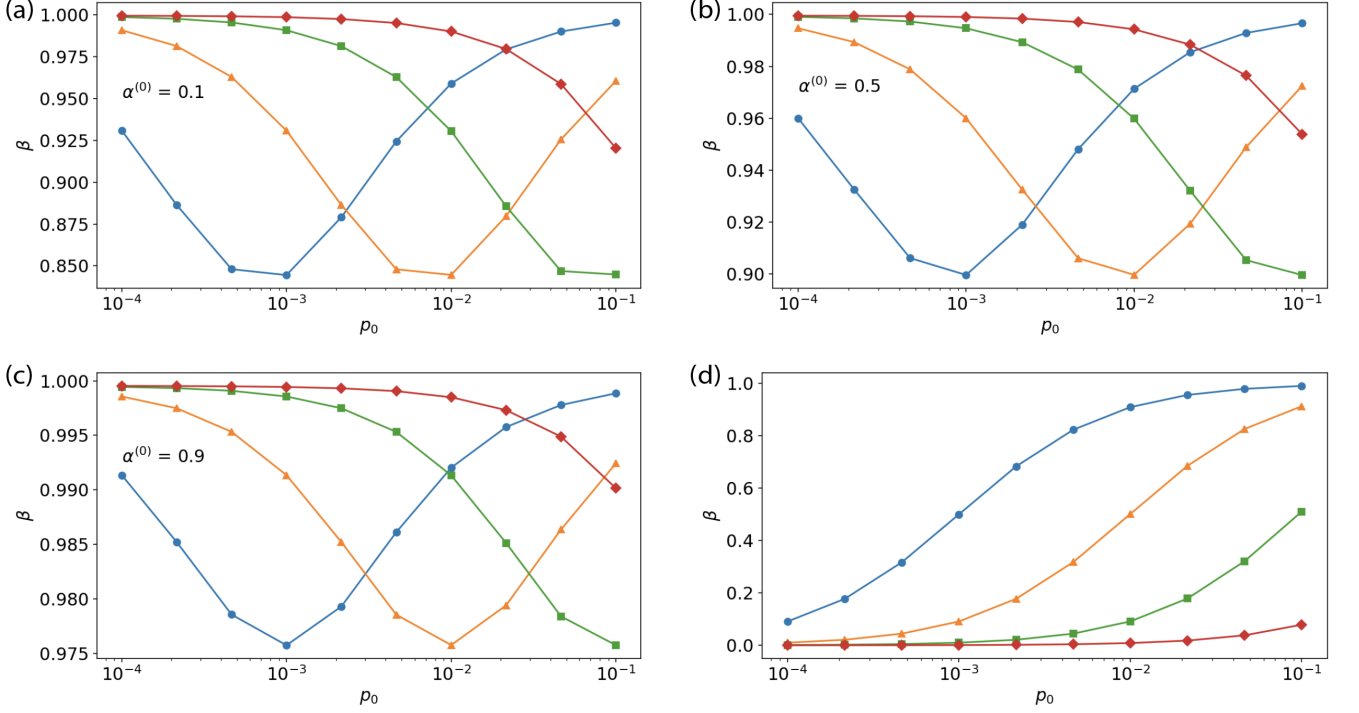 (a)
1.000
0.975
0.950
0.925
0.900
0.875
0.850
β
α⁽⁰⁾ = 0.1
10⁻⁴ 10⁻³ 10⁻² 10⁻¹
p₀
(b)
1.00
0.98
0.96
0.94
0.92
0.90
β
α⁽⁰⁾ = 0.5
10⁻⁴ 10⁻³ 10⁻² 10⁻¹
p₀
(c)
1.000
0.995
0.990
0.985
0.980
0.975
β
α⁽⁰⁾ = 0.9
10⁻⁴ 10⁻³ 10⁻² 10⁻¹
p₀
(d)
1.0
0.8
0.6
0.4
0.2
0.0
β
10⁻⁴ 10⁻³ 10⁻² 10⁻¹
p₀